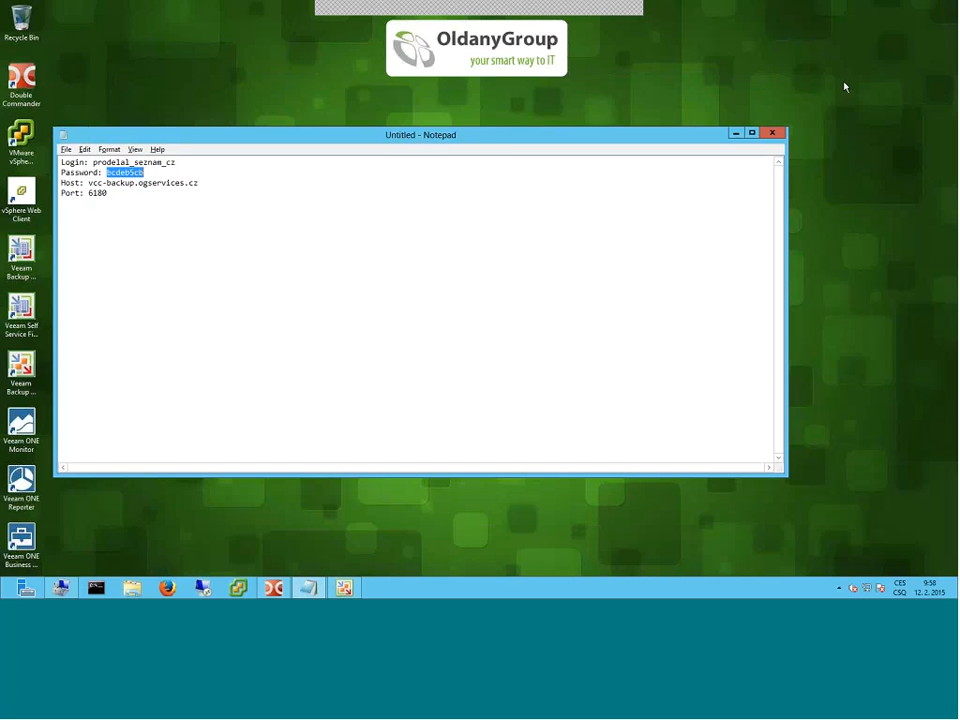 Recycle Bin
OldanyGroup
your smart way to IT
Double
Commander
Untitled - Notepad
File Edit Format View Help
Login: prodelal_seznam_cz
Password: bcdeb5cb
Host: vcc-backup.ogservices.cz
Port: 6180
VMware
vSphe...
vSphere Web
Client
Veeam
Backup ...
Veeam Self
Service Fi...
Veeam
Backup ...
Veeam ONE
Monitor
Veeam ONE
Reporter
Veeam ONE
Business ...
CES 9:58
CSQ 12. 2. 2015